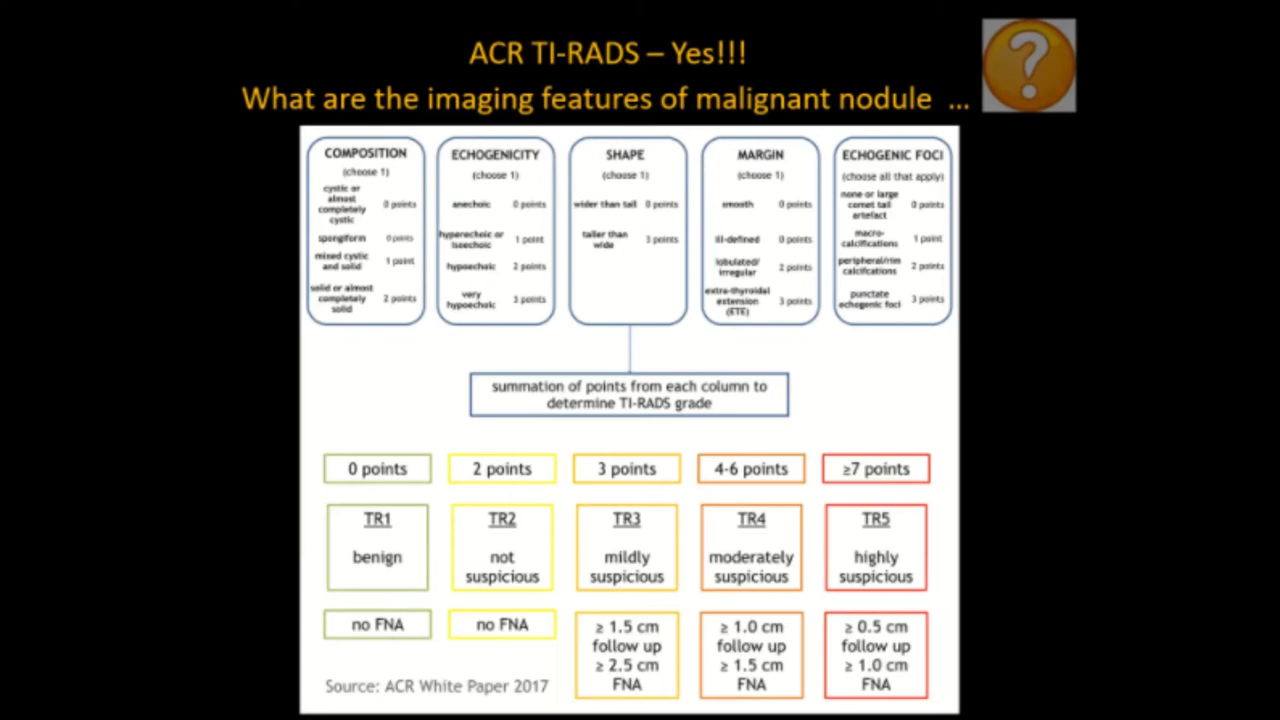 ACR TI-RADS – Yes!!!
What are the imaging features of malignant nodule ...
?
COMPOSITION
(choose 1)
cystic or
almost
completely
cystic
0 points
spongiform
0 points
mixed cystic
and solid
1 point
solid or almost
completely
solid
2 points
ECHOGENICITY
(choose 1)
anechoic
0 points
hyperechoic or
isoechoic
1 point
hypoechoic
2 points
very
hypoechoic
3 points
SHAPE
(choose 1)
wider than tall
0 points
taller than
wide
3 points
MARGIN
(choose 1)
smooth
0 points
ill-defined
0 points
lobulated/
irregular
2 points
extra-thyroidal
extension
(ETE)
3 points
ECHOGENIC FOCI
(choose all that apply)
none or large
comet tail
artefact
0 points
macro-
calcifications
1 point
peripheral/rim
calcifications
2 points
punctate
echogenic foci
3 points
summation of points from each column to
determine TI-RADS grade
0 points
2 points
3 points
4-6 points
≥7 points
TR1
benign
TR2
not
suspicious
TR3
mildly
suspicious
TR4
moderately
suspicious
TR5
highly
suspicious
no FNA
no FNA
≥ 1.5 cm
follow up
≥ 2.5 cm
FNA
≥ 1.0 cm
follow up
≥ 1.5 cm
FNA
≥ 0.5 cm
follow up
≥ 1.0 cm
FNA
Source: ACR White Paper 2017